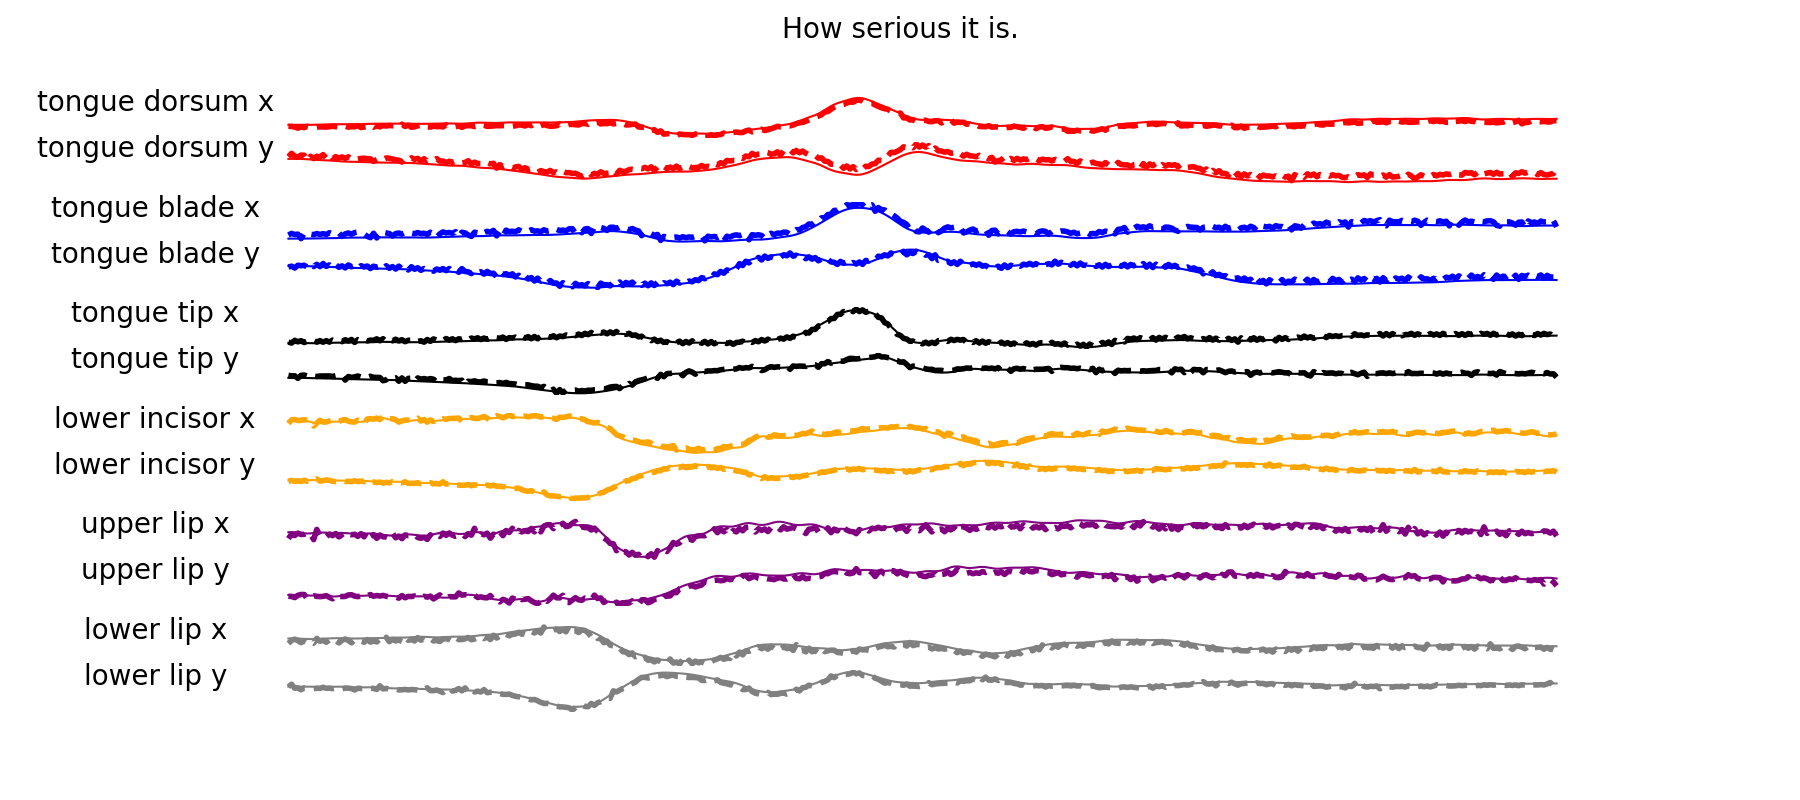 How serious it is.
tongue dorsum x
tongue dorsum y
tongue blade x
tongue blade y
tongue tip x
tongue tip y
lower incisor x
lower incisor y
upper lip x
upper lip y
lower lip x
lower lip y